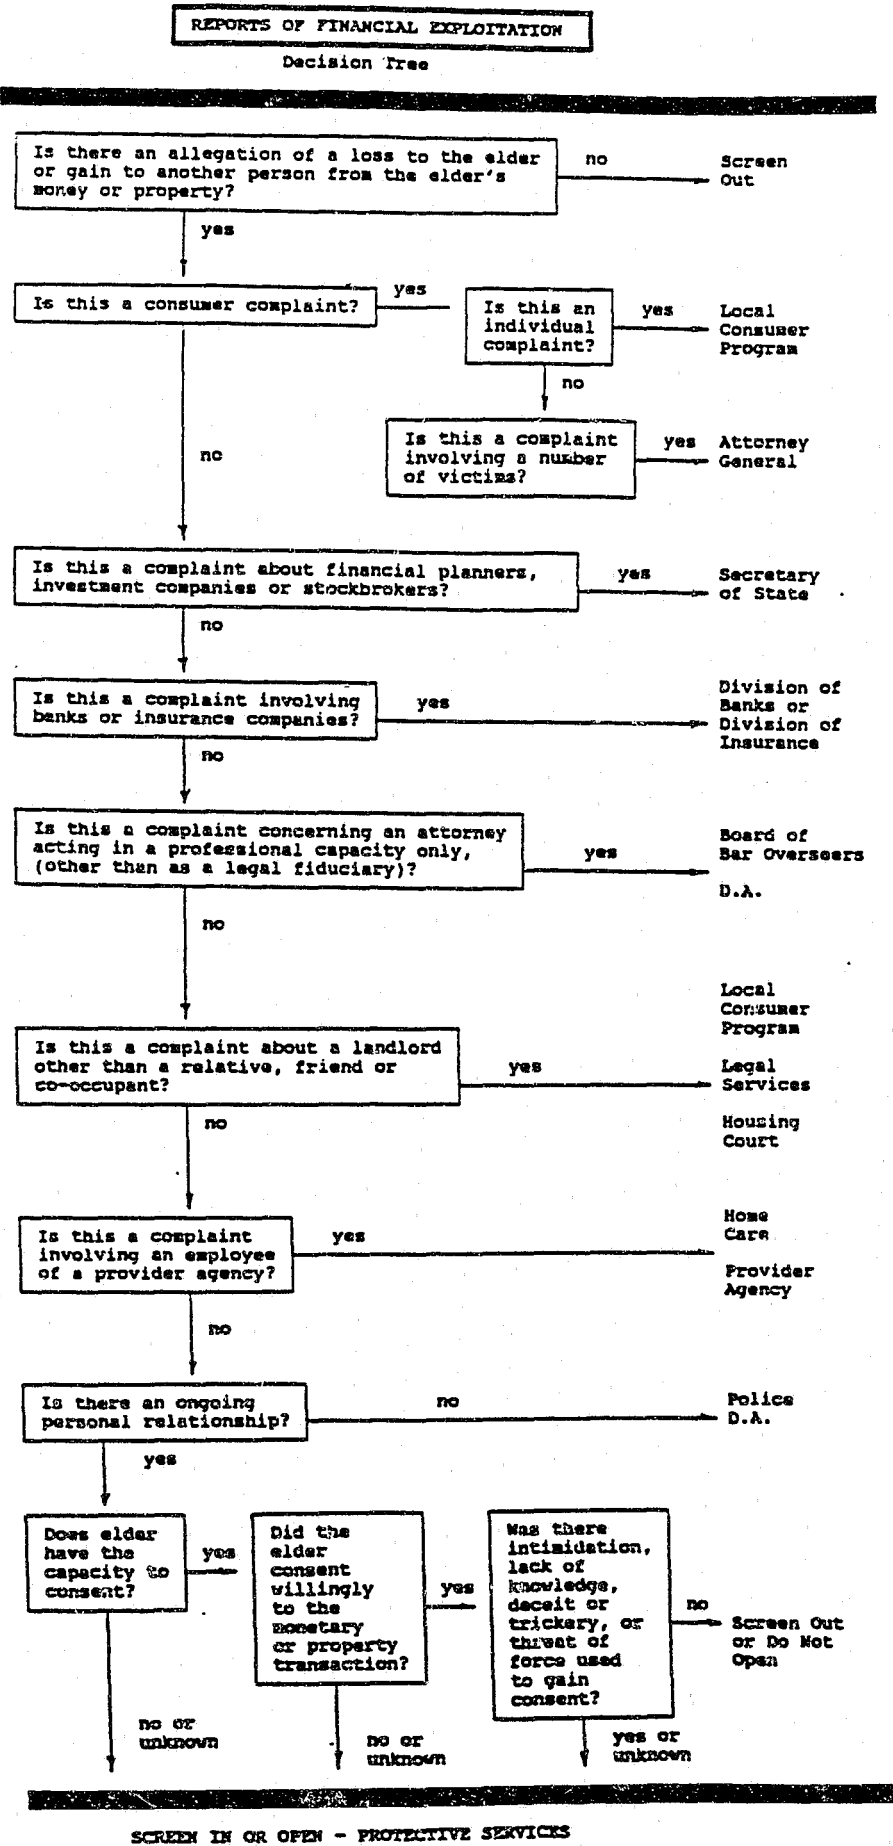 REPORTS OF FINANCIAL EXPLOITATION
Decision Tree
Is there an allegation of a loss to the elder
or gain to another person from the elder's
money or property?
no
Screen
Out
yes
Is this a consumer complaint?
yes
Is this an
individual
complaint?
yes
Local
Consumer
Program
no
Is this a complaint
involving a number
of victims?
yes
Attorney
General
no
Is this a complaint about financial planners,
investment companies or stockbrokers?
yes
Secretary
of State
no
Is this a complaint involving
banks or insurance companies?
yes
Division of
Banks or
Division of
Insurance
no
Is this a complaint concerning an attorney
acting in a professional capacity only,
(other than as a legal fiduciary)?
yes
Board of
Bar Overseers
D.A.
no
Is this a complaint about a landlord
other than a relative, friend or
co-occupant?
yes
Local
Consumer
Program
Legal
Services
Housing
Court
no
Is this a complaint
involving an employee
of a provider agency?
yes
Home
Care
Provider
Agency
no
Is there an ongoing
personal relationship?
no
Police
D.A.
yes
Does elder
have the
capacity to
consent?
yes
Did the
elder
consent
willingly
to the
monetary
or property
transaction?
yes
Was there
intimidation,
lack of
knowledge,
deceit or
trickery, or
threat of
force used
to gain
consent?
no
Screen Out
or Do Not
Open
no or
unknown
no or
unknown
yes or
unknown
SCREEN IN OR OPEN - PROTECTIVE SERVICES